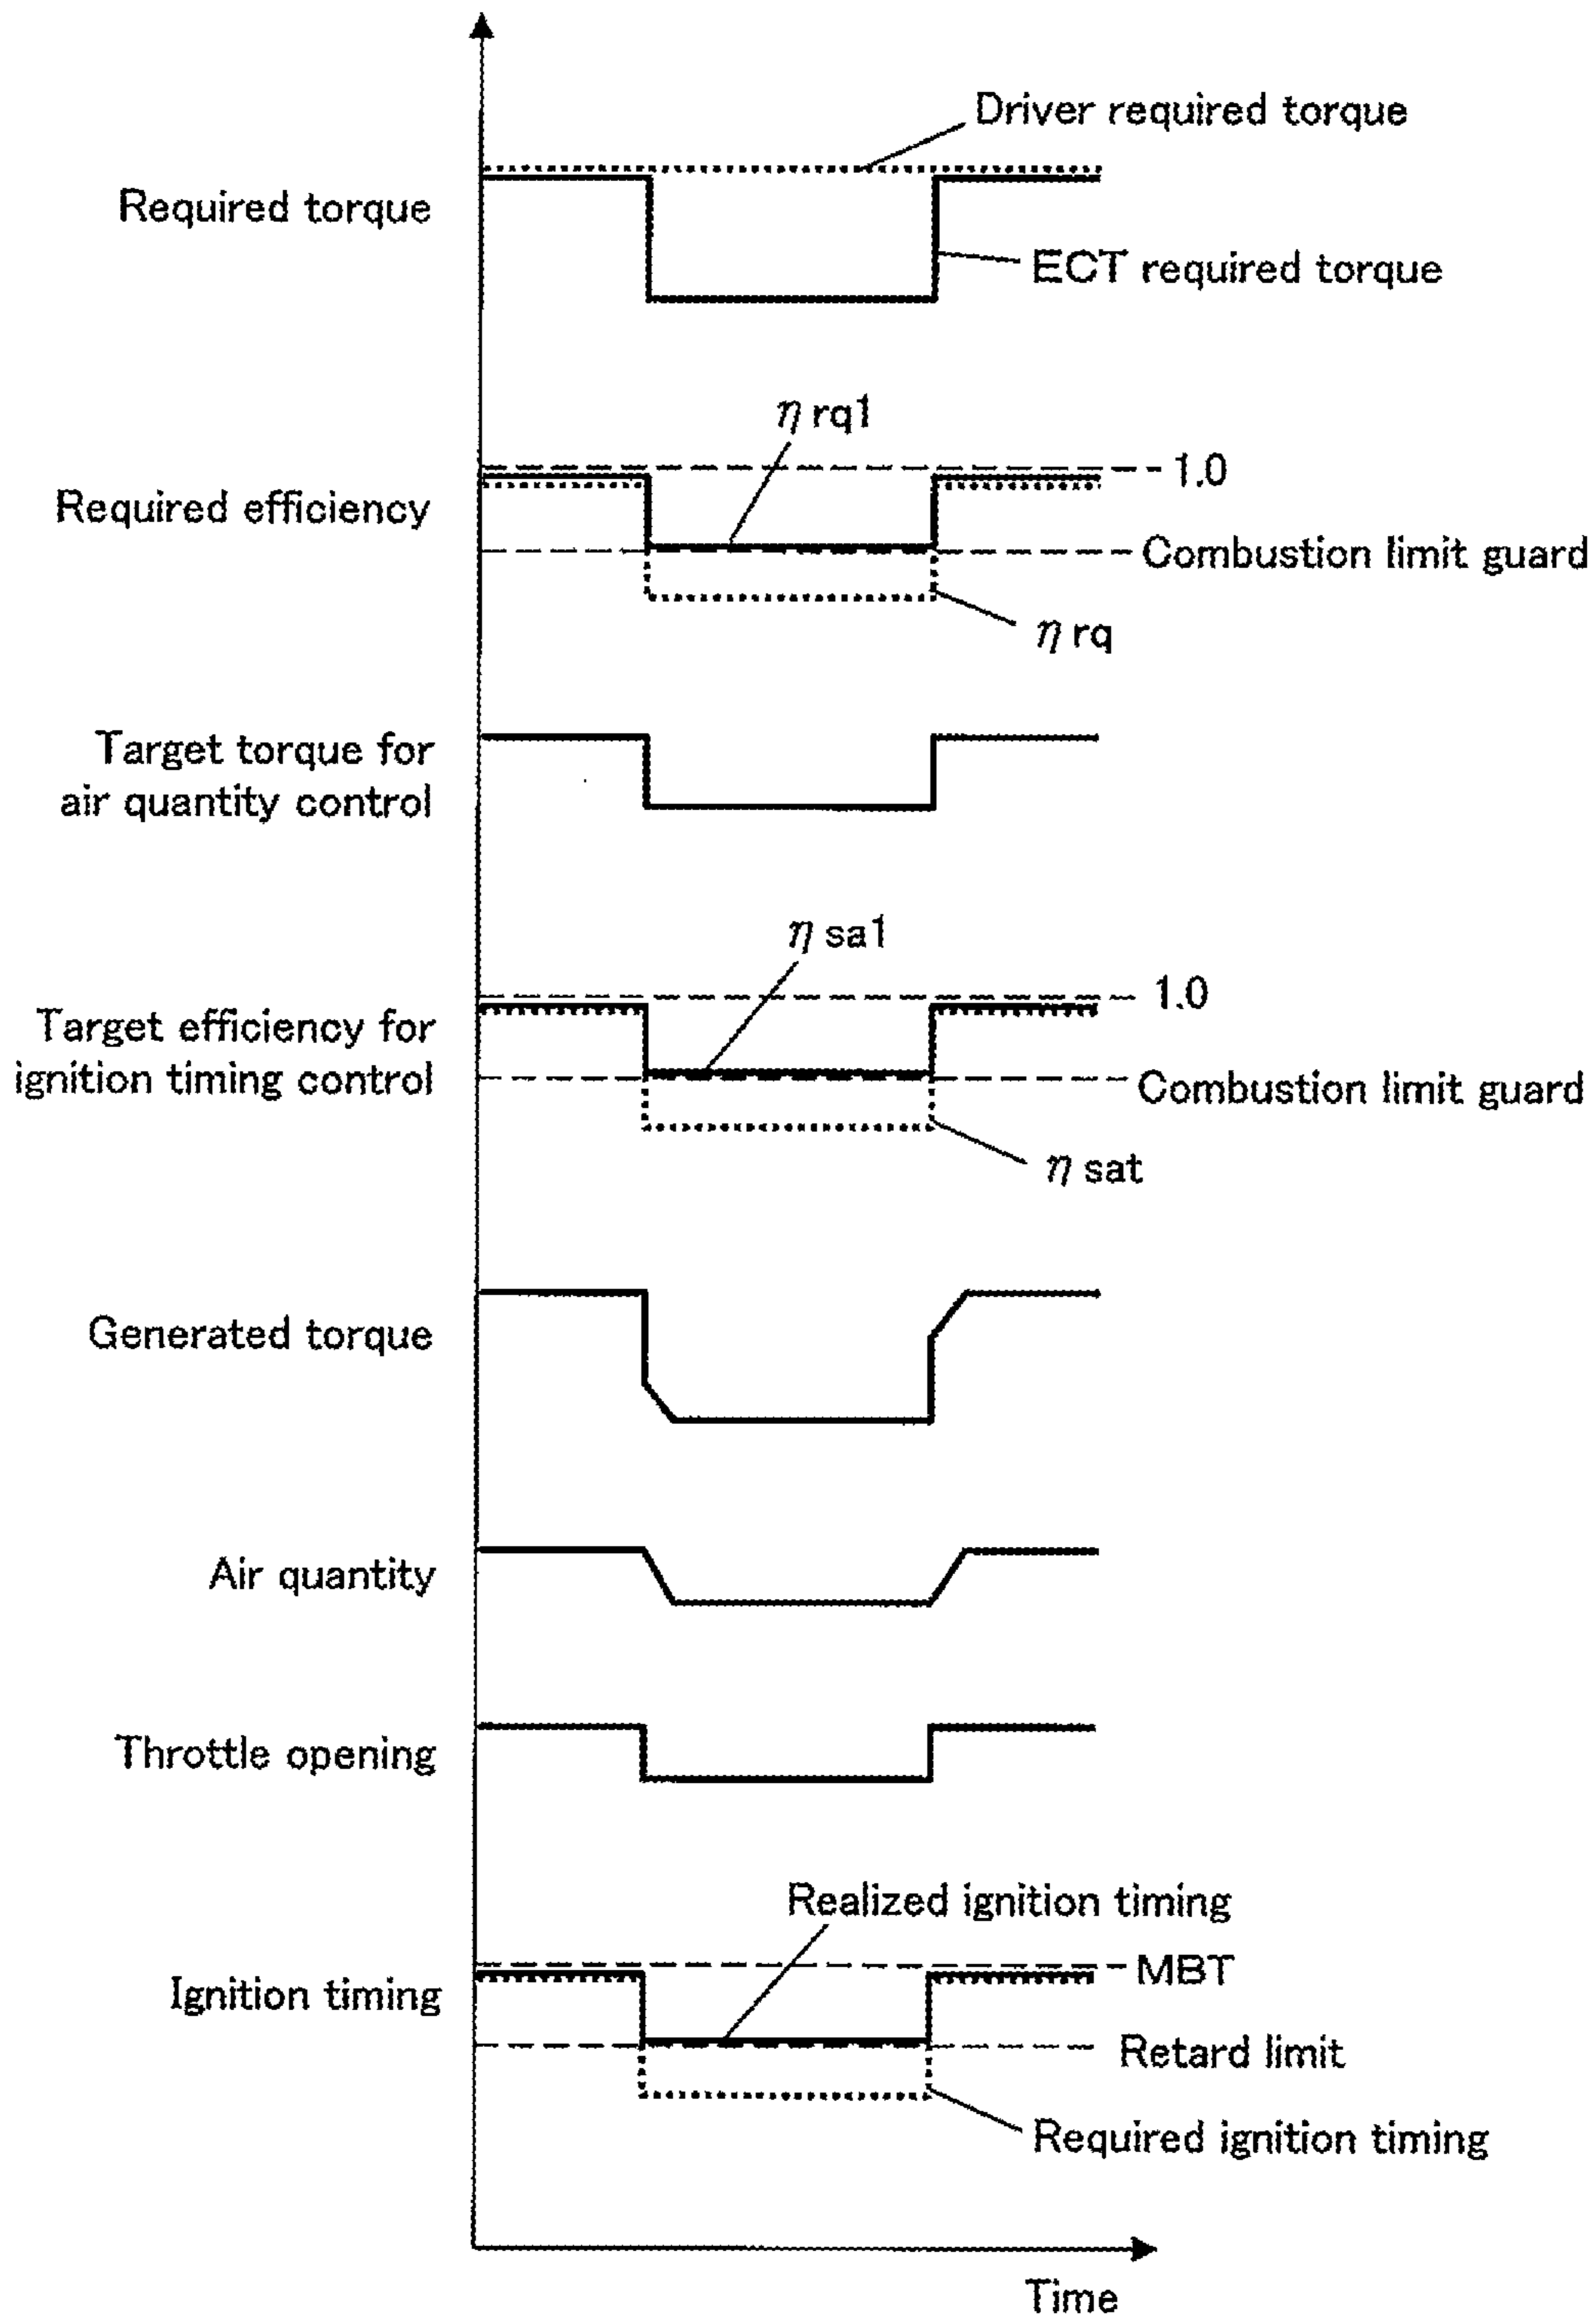 Driver required torque
Required torque
ECT required torque
η rq1
1.0
Required efficiency
Combustion limit guard
η rq
Target torque for
air quantity control
η sa1
1.0
Target efficiency for
ignition timing control
Combustion limit guard
η sat
Generated torque
Air quantity
Throttle opening
Realized ignition timing
MBT
Ignition timing
Retard limit
Required ignition timing
Time